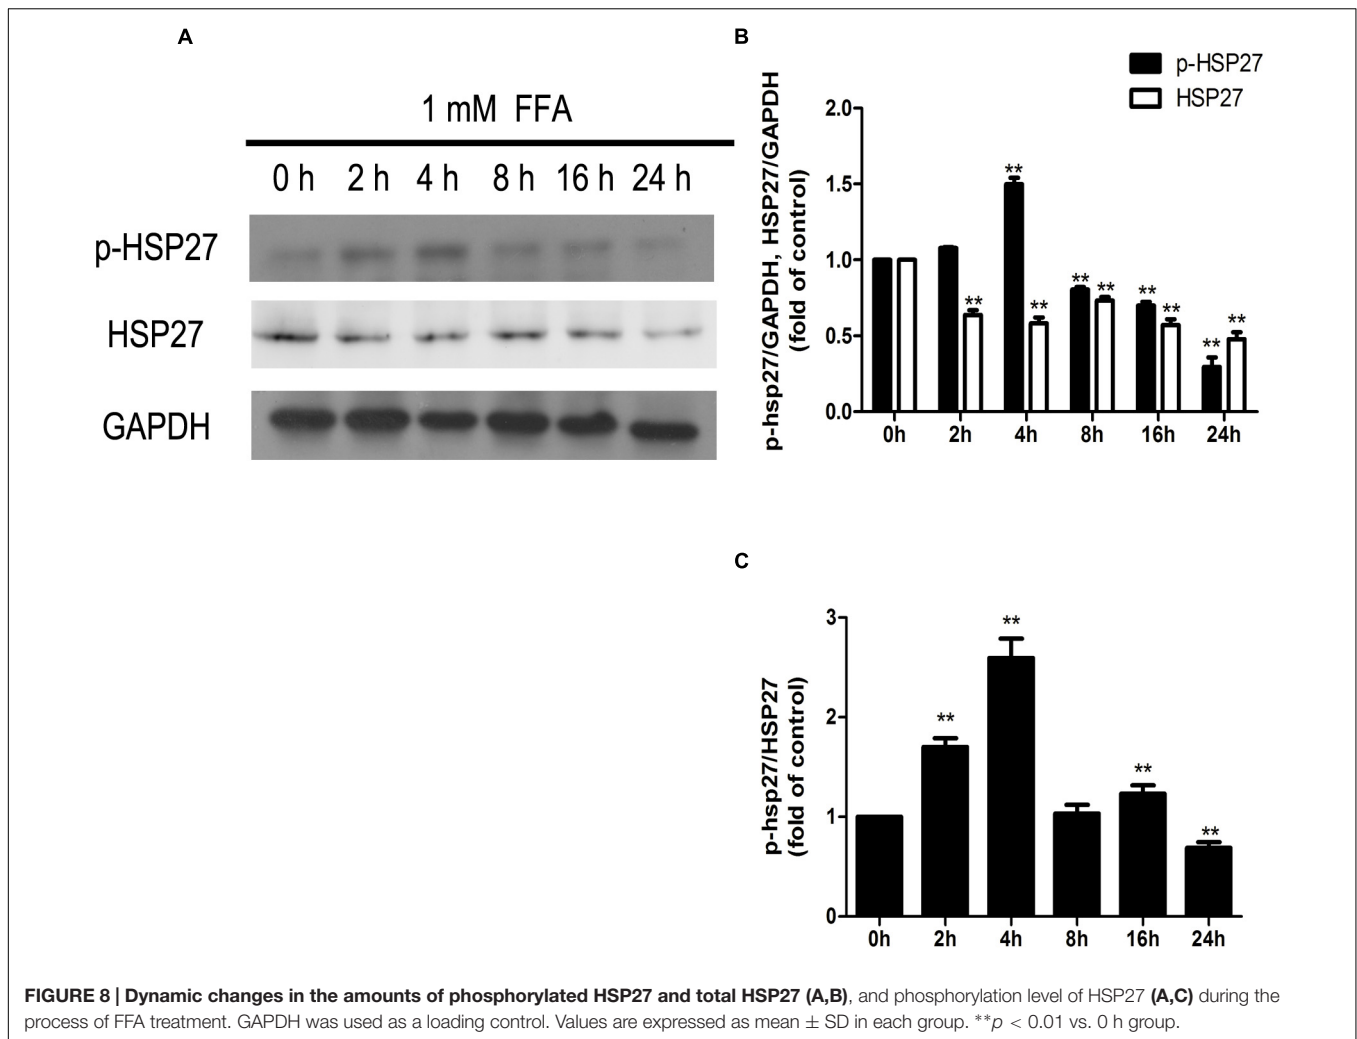 A
1 mM FFA
0 h 2 h 4 h 8 h 16 h 24 h
p-HSP27
HSP27
GAPDH
B
p-HSP27
HSP27
p-hsp27/GAPDH, HSP27/GAPDH
(fold of control)
2.0
1.5
1.0
0.5
0.0
**
** **
** **
** **
** **
0h 2h 4h 8h 16h 24h
C
p-hsp27/HSP27
(fold of control)
3
2
1
0
**
**
**
**
0h 2h 4h 8h 16h 24h
FIGURE 8 | Dynamic changes in the amounts of phosphorylated HSP27 and total HSP27 (A,B), and phosphorylation level of HSP27 (A,C) during the
process of FFA treatment. GAPDH was used as a loading control. Values are expressed as mean ± SD in each group. **p < 0.01 vs. 0 h group.